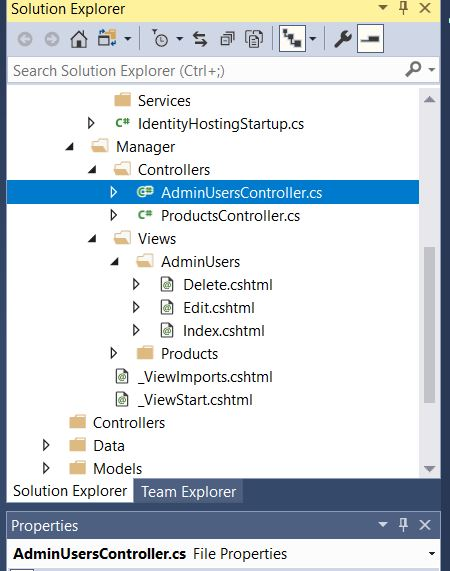 Solution Explorer
Search Solution Explorer (Ctrl+;)
Services
C# IdentityHostingStartup.cs
Manager
Controllers
C# AdminUsersController.cs
C# ProductsController.cs
Views
AdminUsers
@ Delete.cshtml
@ Edit.cshtml
@ Index.cshtml
Products
@ _ViewImports.cshtml
@ _ViewStart.cshtml
Controllers
Data
Models
Solution Explorer Team Explorer
Properties
AdminUsersController.cs File Properties